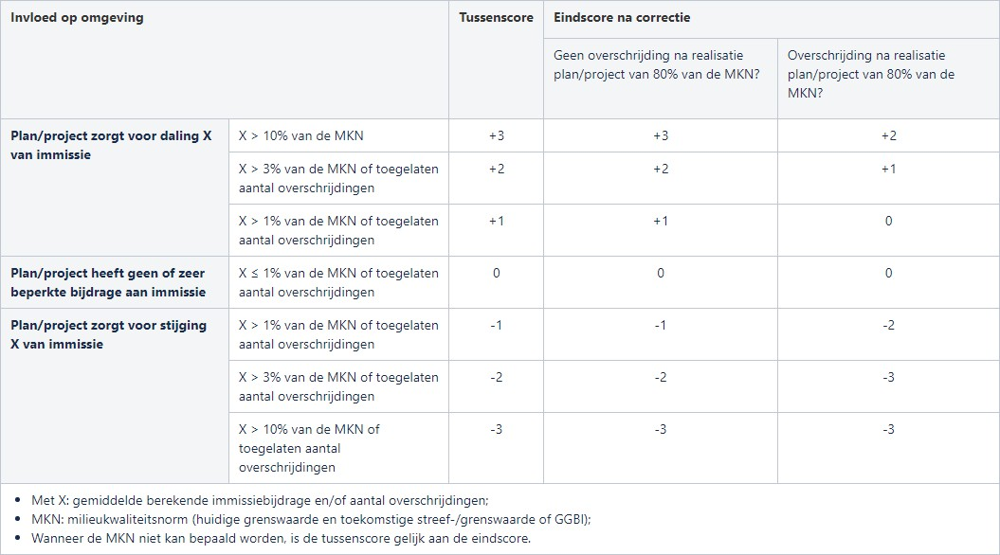 Invloed op omgeving
Tussenscore
Eindscore na correctie
Geen overschrijding na realisatie
plan/project van 80% van de MKN?
Overschrijding na realisatie
plan/project van 80% van de
MKN?
Plan/project zorgt voor daling X
van immissie
X > 10% van de MKN
+3
+3
+2
X > 3% van de MKN of toegelaten
aantal overschrijdingen
+2
+2
+1
X > 1% van de MKN of toegelaten
aantal overschrijdingen
+1
+1
0
Plan/project heeft geen of zeer
beperkte bijdrage aan immissie
X ≤ 1% van de MKN of toegelaten
aantal overschrijdingen
0
0
0
Plan/project zorgt voor stijging
X van immissie
X > 1% van de MKN of toegelaten
aantal overschrijdingen
-1
-1
-2
X > 3% van de MKN of toegelaten
aantal overschrijdingen
-2
-2
-3
X > 10% van de MKN of
toegelaten aantal
overschrijdingen
-3
-3
-3
• Met X: gemiddelde berekende immissiebijdrage en/of aantal overschrijdingen;
• MKN: milieukwaliteitsnorm (huidige grenswaarde en toekomstige streef-/grenswaarde of GGBI);
• Wanneer de MKN niet kan bepaald worden, is de tussenscore gelijk aan de eindscore.